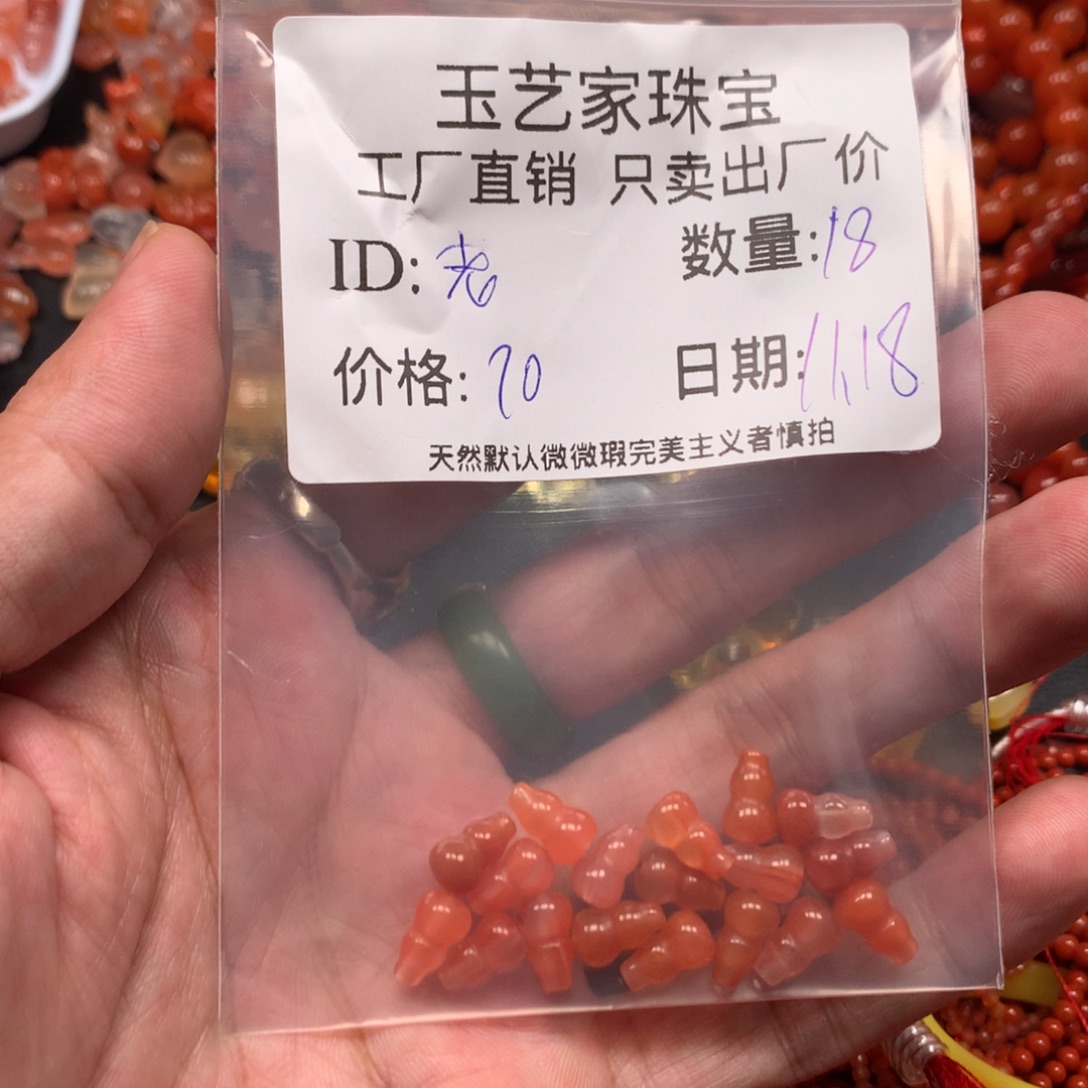 玉艺家珠宝
工厂直销 只卖出厂价
ID: 老 数量:18
价格: 70 日期: 11.18
天然默认微微瑕完美主义者慎拍